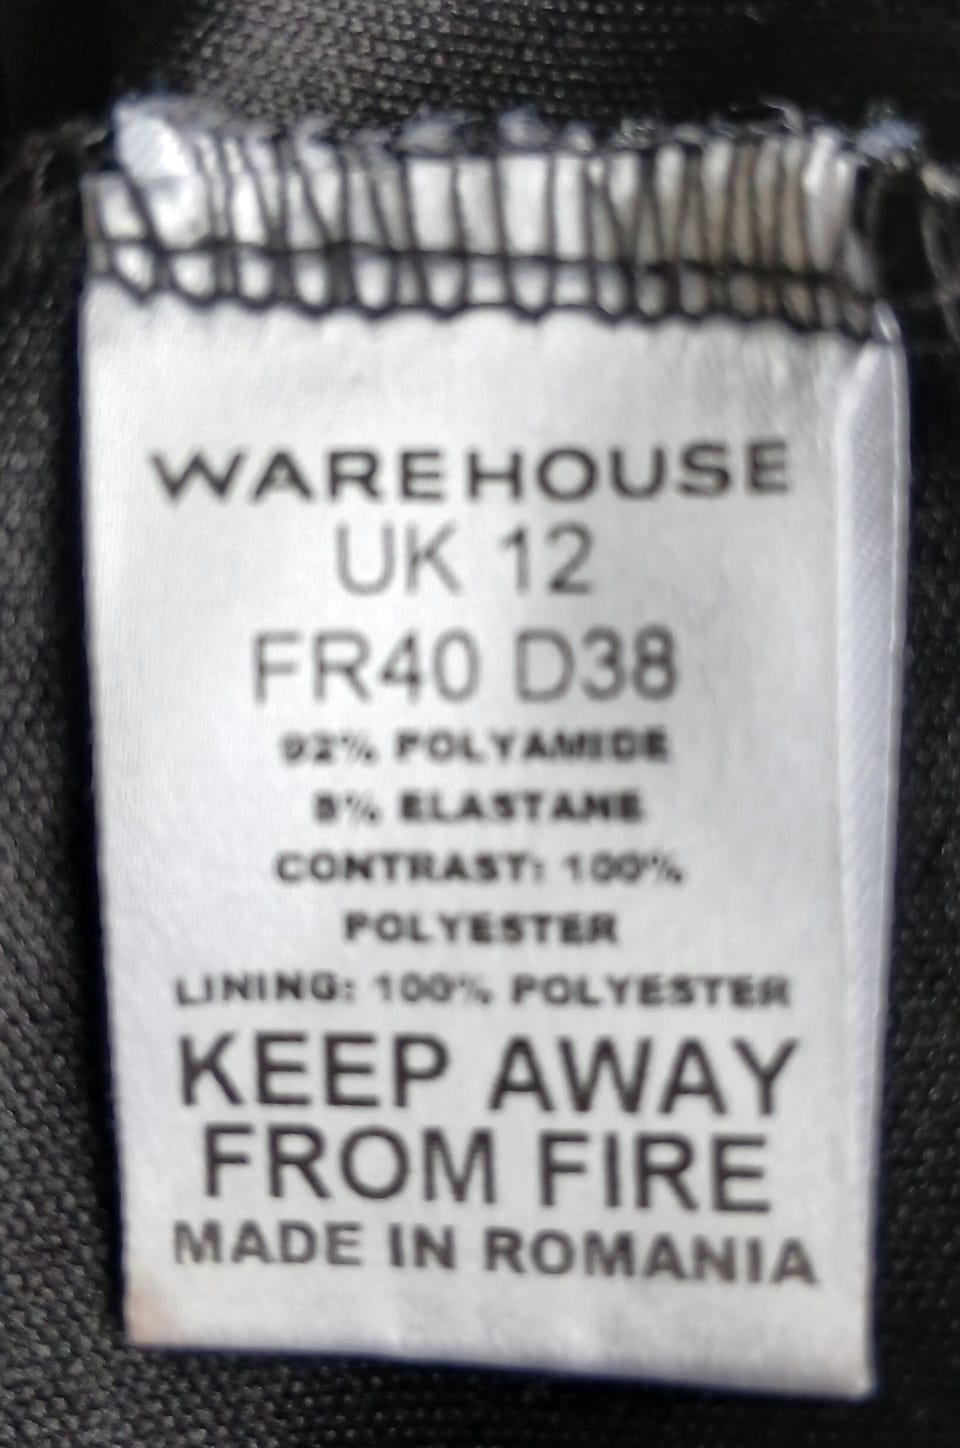 WAREHOUSE
UK 12
FR40 D38
92% POLYAMIDE
8% ELASTANE
CONTRAST: 100%
POLYESTER
LINING: 100% POLYESTER
KEEP AWAY
FROM FIRE
MADE IN ROMANIA